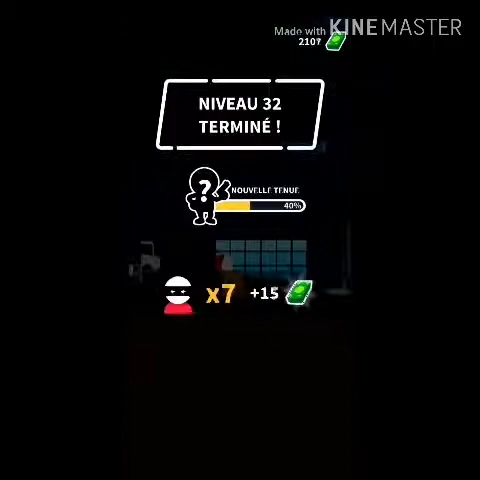 Made with KINEMASTER
2107
NIVEAU 32
TERMINÉ !
?
NOUVELLE TENUE
40%
x7 +15